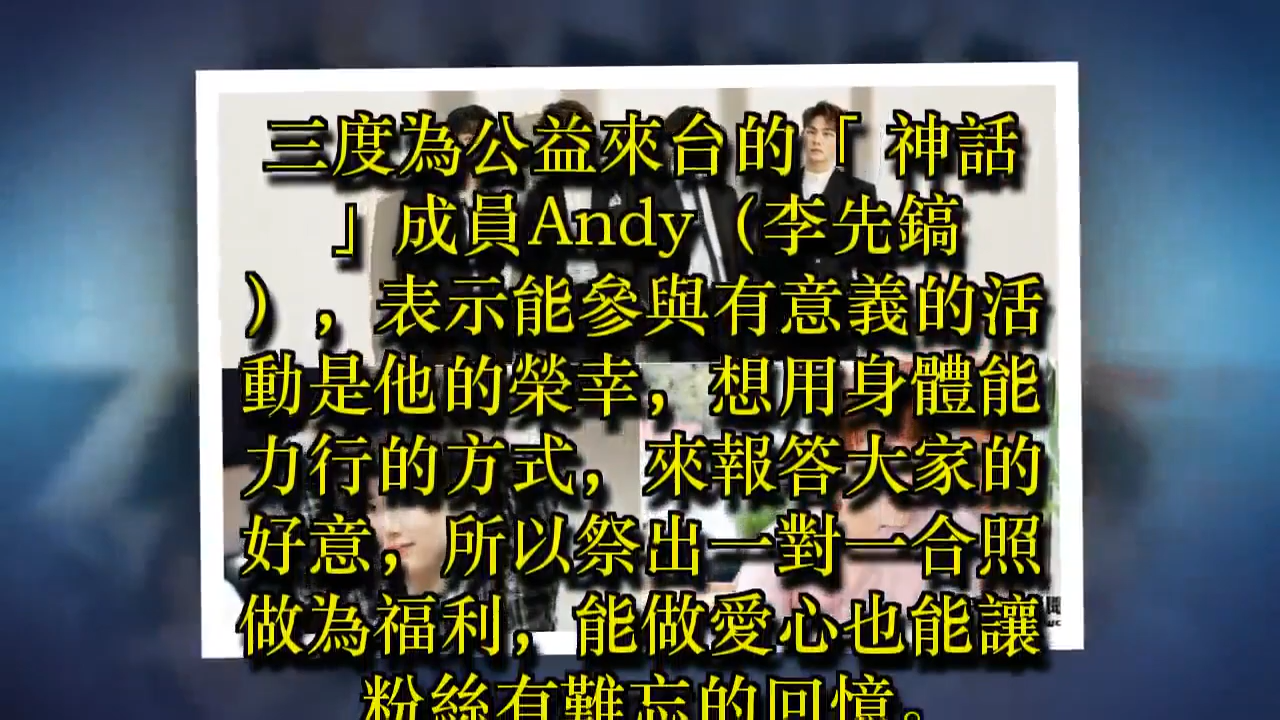 三度為公益來台的「 神話
」成員Andy（李先鎬
），表示能參與有意義的活
動是他的榮幸，想用身體能
力行的方式，來報答大家的
好意，所以祭出一對一合照
做為福利，能做愛心也能讓
粉絲有難忘的回憶。